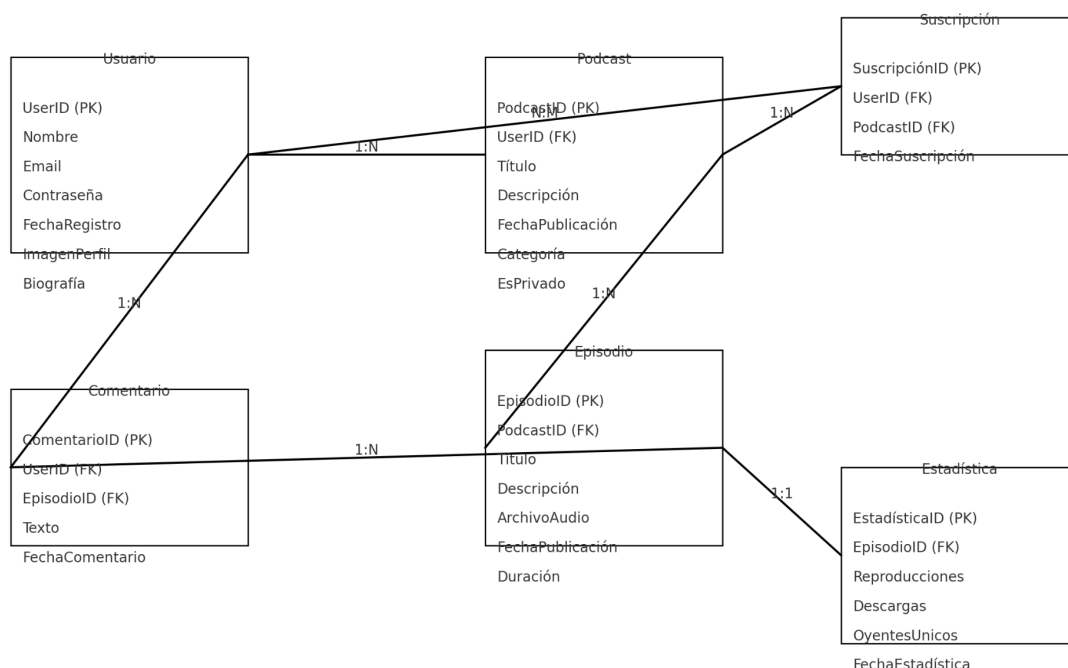 Usuario
UserID (PK)
Nombre
Email
Contraseña
FechaRegistro
ImagenPerfil
Biografía
Podcast
PodcastID (PK)
UserID (FK)
Título
Descripción
FechaPublicación
Categoría
EsPrivado
Suscripción
SuscripciónID (PK)
UserID (FK)
PodcastID (FK)
FechaSuscripción
N:M
1:N
1:N
1:N
1:N
Comentario
ComentarioID (PK)
UserID (FK)
EpisodioID (FK)
Texto
FechaComentario
1:N
Episodio
EpisodioID (PK)
PodcastID (FK)
Título
Descripción
ArchivoAudio
FechaPublicación
Duración
1:1
Estadística
EstadísticaID (PK)
EpisodioID (FK)
Reproducciones
Descargas
OyentesUnicos
FechaEstadística